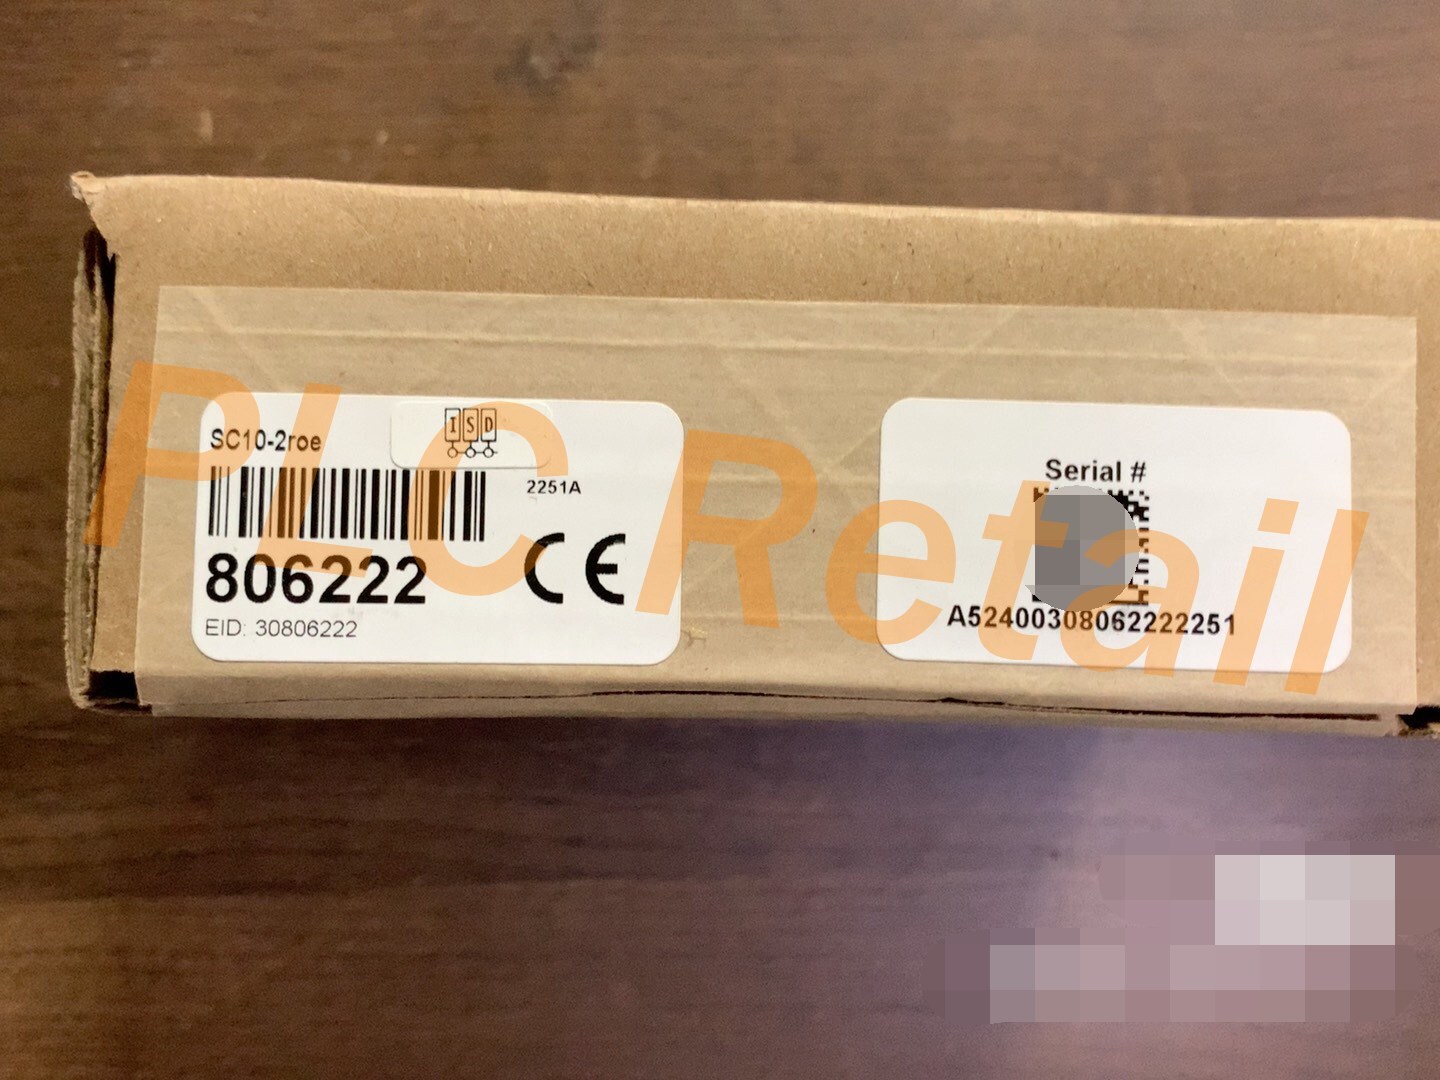 SC10-2roe
ISD
2251A
806222
CE
EID: 30806222
Serial #
A52400308062222251
PLC Retail